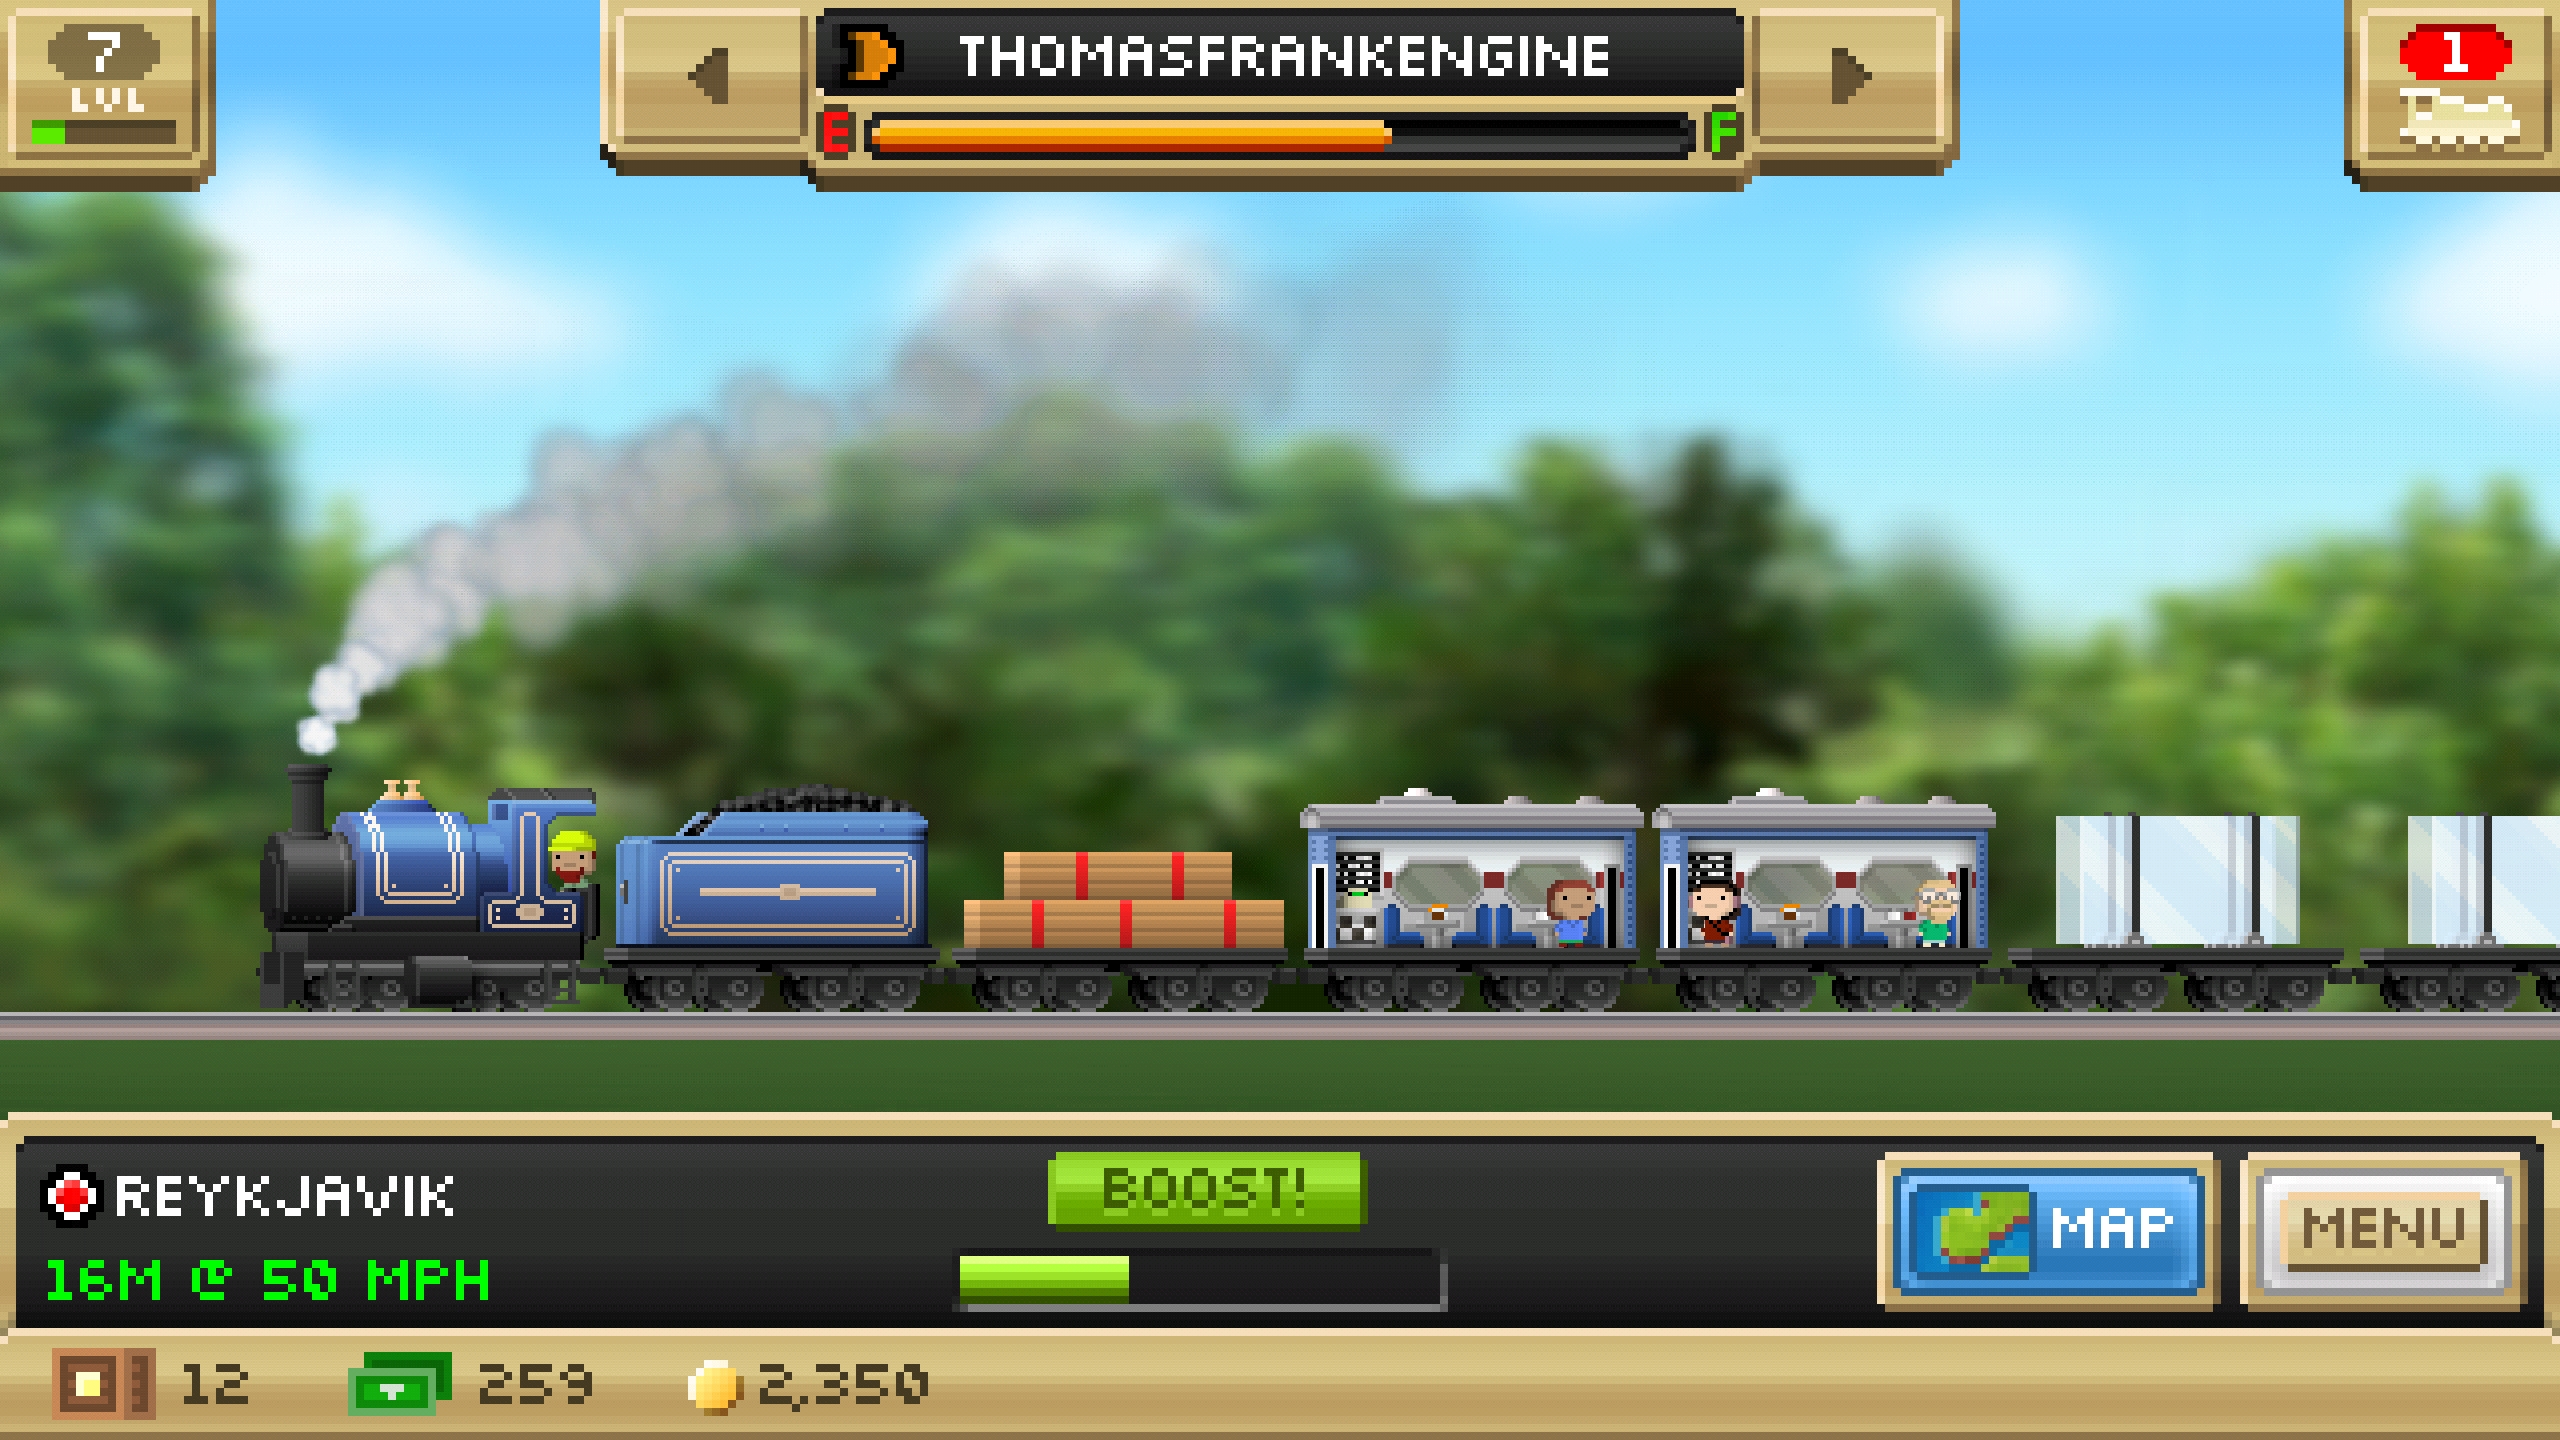 7
LVL
THOMASFRANKENGINE
E F
1
REYKJAVIK
16M @ 50 MPH
BOOST!
MAP
MENU
12
259
2,350